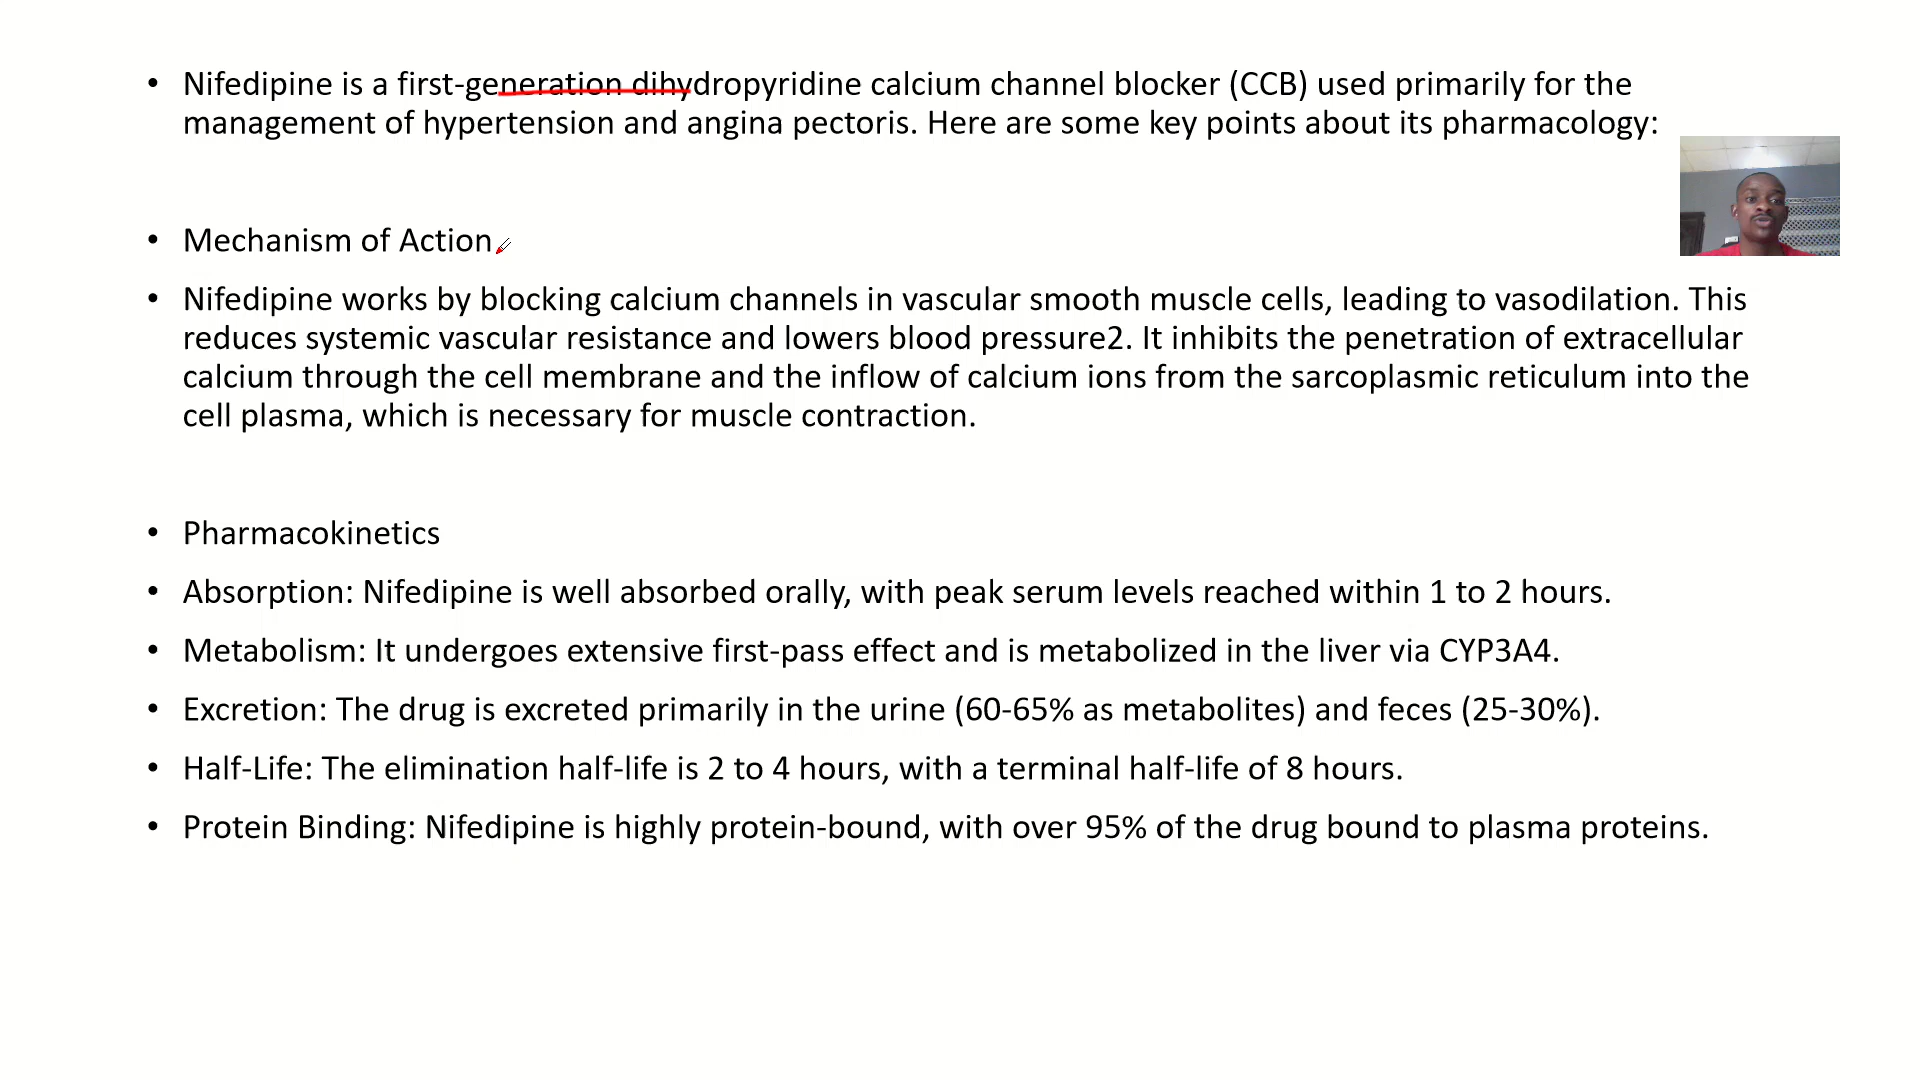 • Nifedipine is a first-generation dihydropyridine calcium channel blocker (CCB) used primarily for the
management of hypertension and angina pectoris. Here are some key points about its pharmacology:
• Mechanism of Action
• Nifedipine works by blocking calcium channels in vascular smooth muscle cells, leading to vasodilation. This
reduces systemic vascular resistance and lowers blood pressure2. It inhibits the penetration of extracellular
calcium through the cell membrane and the inflow of calcium ions from the sarcoplasmic reticulum into the
cell plasma, which is necessary for muscle contraction.
• Pharmacokinetics
• Absorption: Nifedipine is well absorbed orally, with peak serum levels reached within 1 to 2 hours.
• Metabolism: It undergoes extensive first-pass effect and is metabolized in the liver via CYP3A4.
• Excretion: The drug is excreted primarily in the urine (60-65% as metabolites) and feces (25-30%).
• Half-Life: The elimination half-life is 2 to 4 hours, with a terminal half-life of 8 hours.
• Protein Binding: Nifedipine is highly protein-bound, with over 95% of the drug bound to plasma proteins.